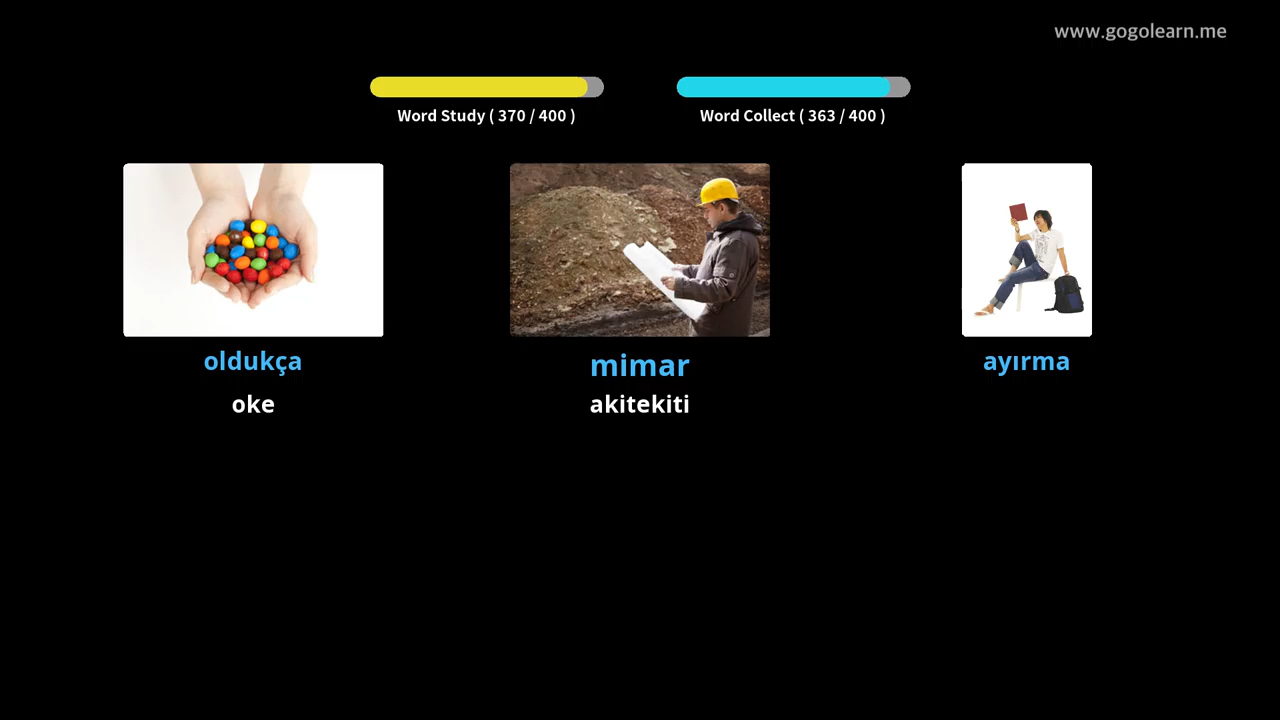 www.gogolearn.me
Word Study ( 370 / 400 )
Word Collect ( 363 / 400 )
oldukça
mimar
ayırma
oke
akitekiti